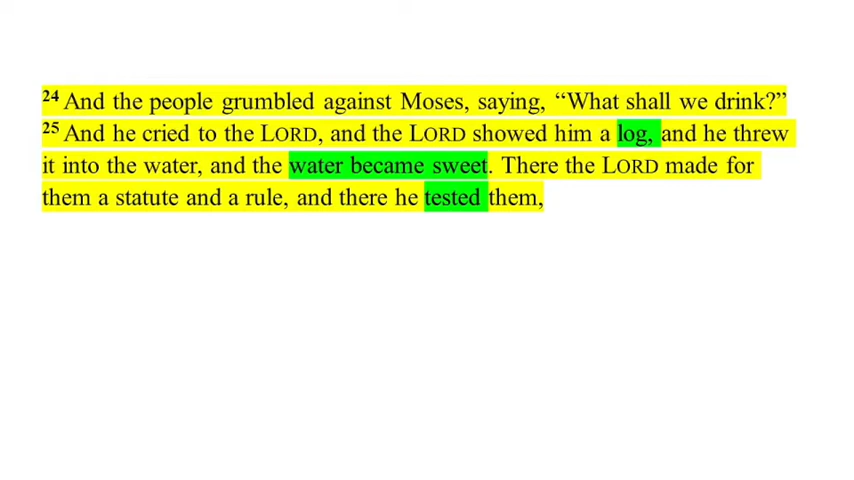 24 And the people grumbled against Moses, saying, “What shall we drink?”
25 And he cried to the LORD, and the LORD showed him a log, and he threw
it into the water, and the water became sweet. There the LORD made for
them a statute and a rule, and there he tested them,